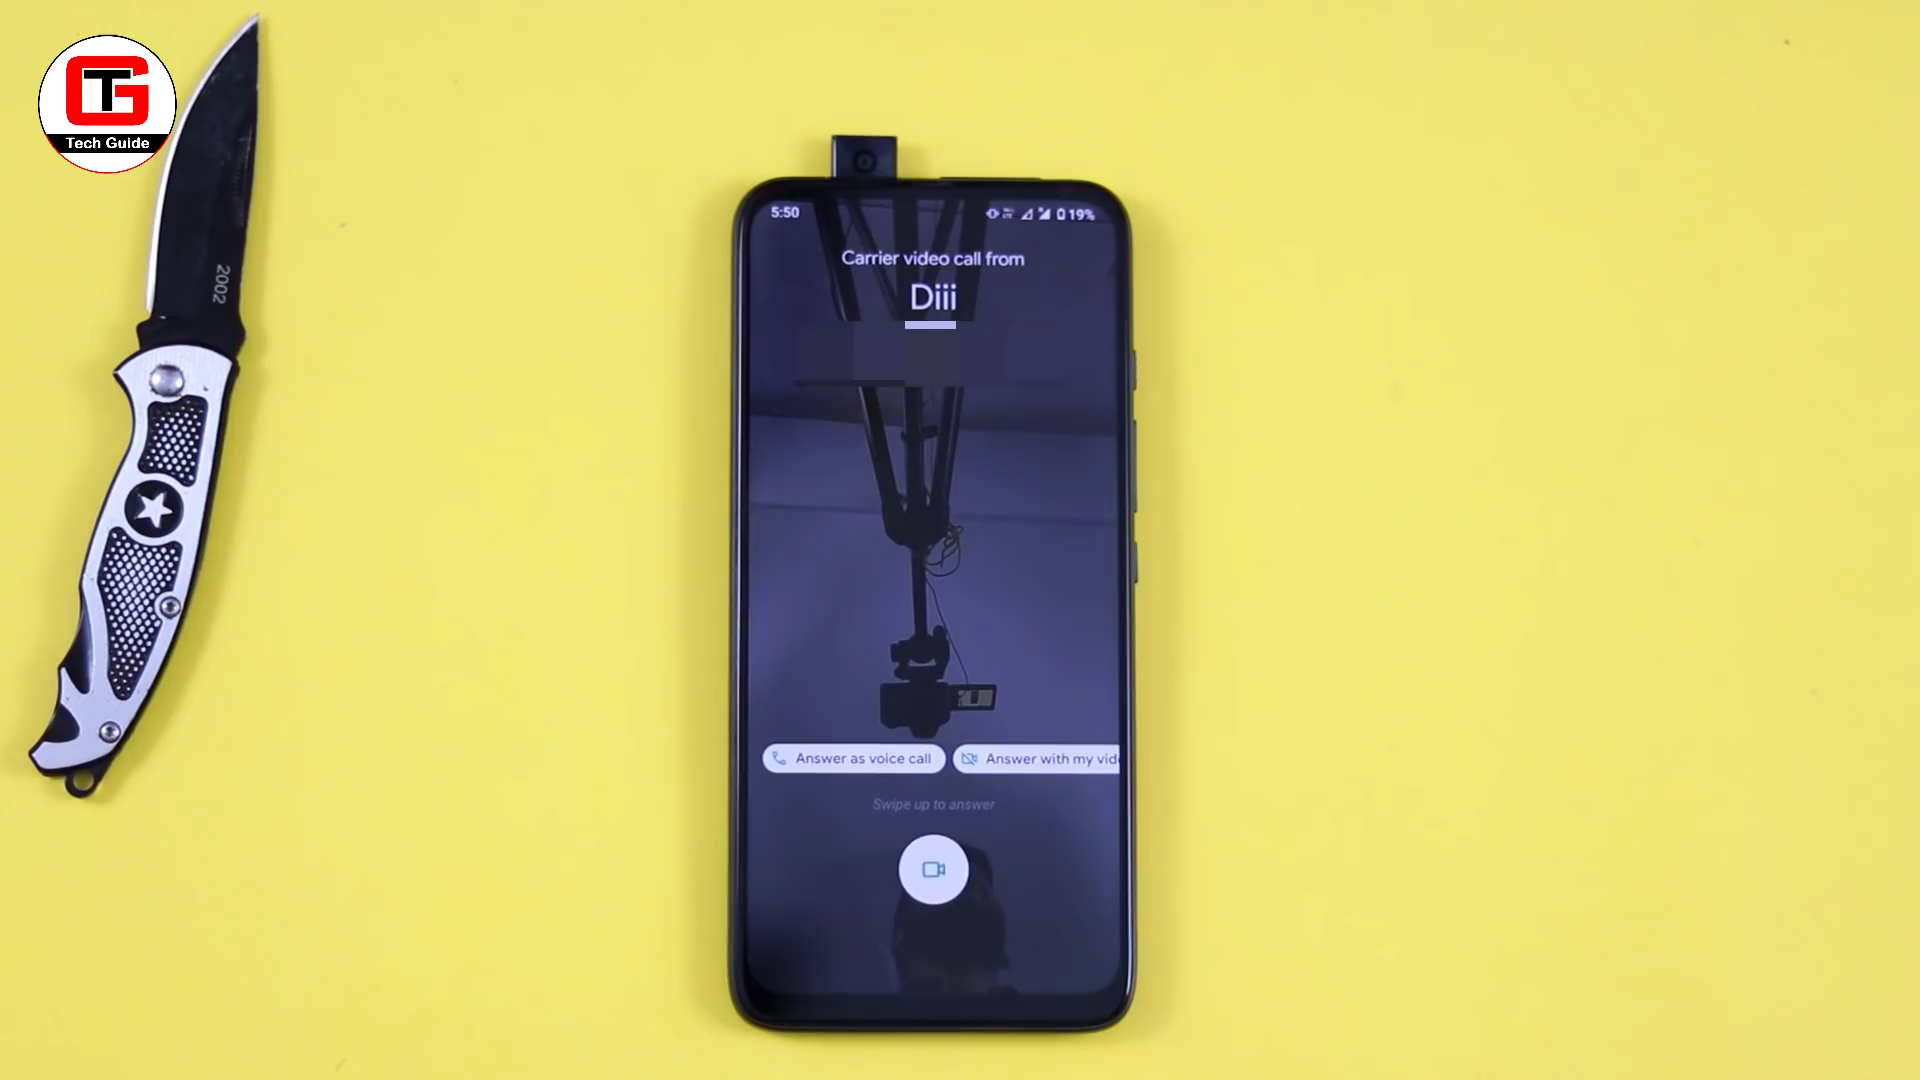 TG
Tech Guide
2002
5:50
19%
Carrier video call from
Diii
Answer as voice call
Answer with my vid
Swipe up to answer